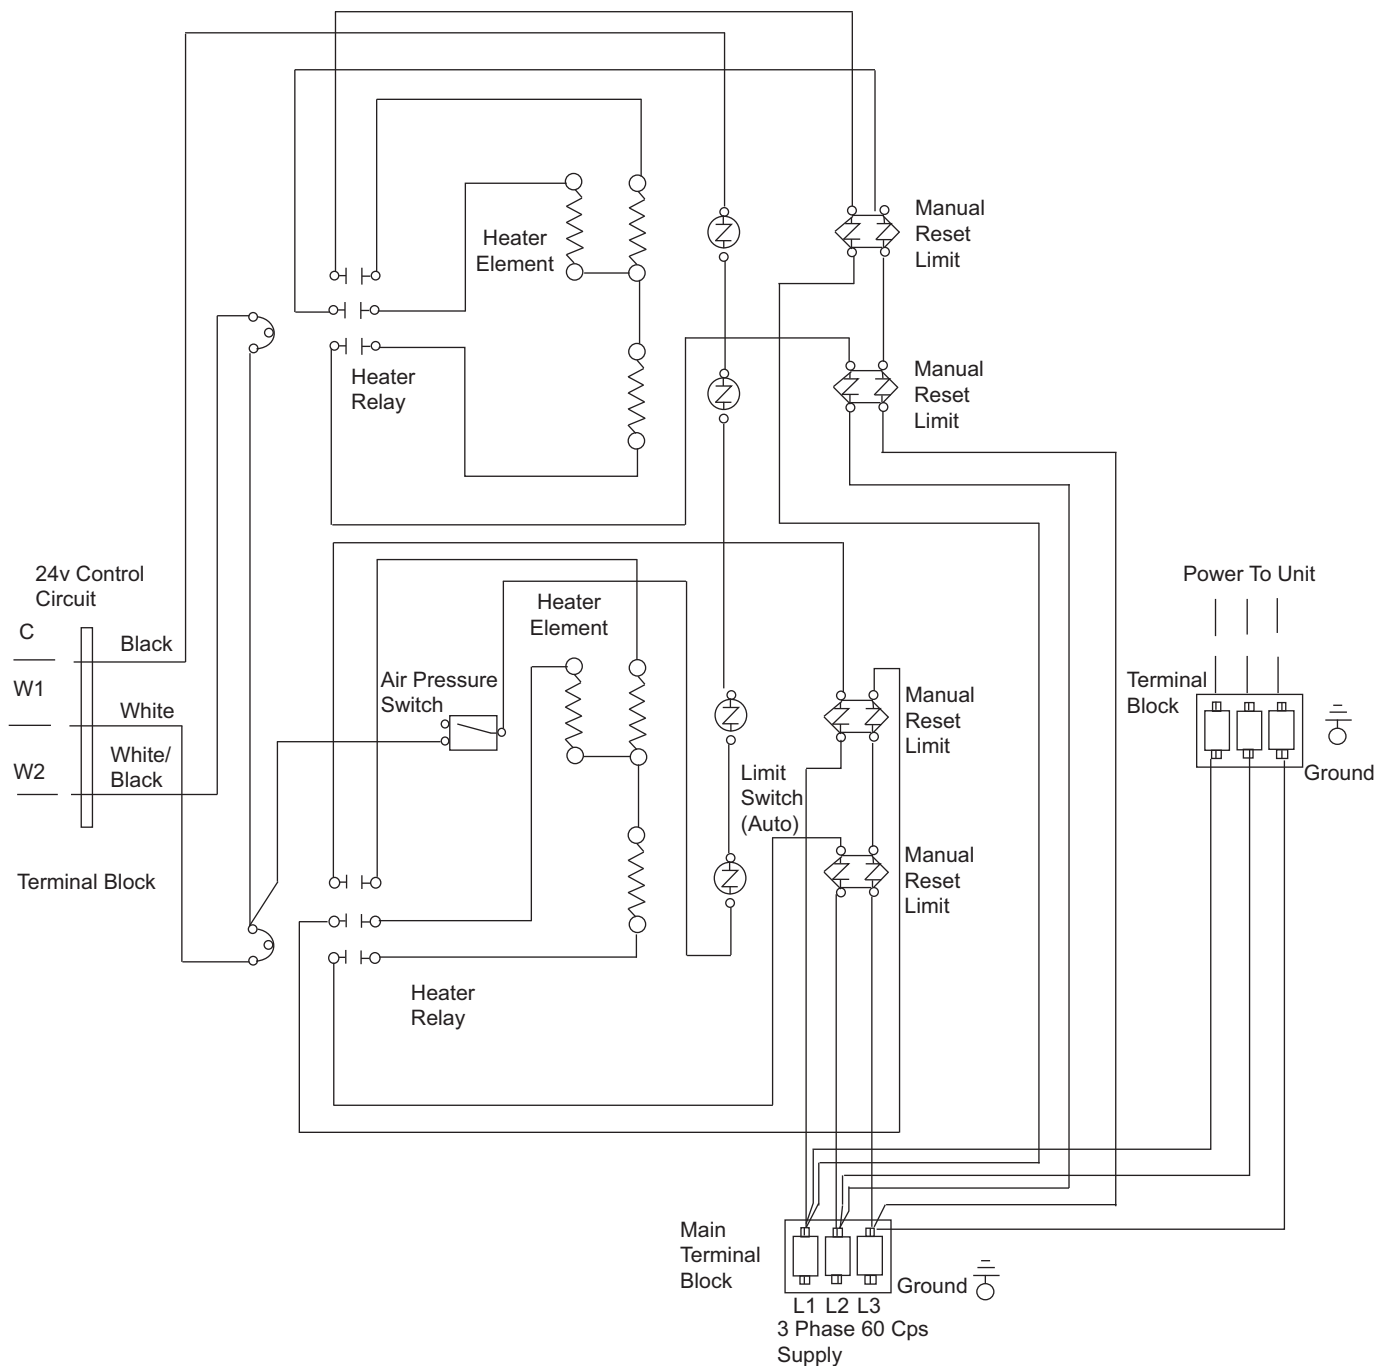 Manual
Reset
Limit
Heater
Element
Manual
Reset
Limit
Heater
Relay
24v Control
Circuit
Power To Unit
Heater
Element
C
Black
Air Pressure
Switch
Terminal
Block
W1
Manual
Reset
Limit
White
White/
Black
W2
Limit
Switch
(Auto)
Ground
Manual
Reset
Limit
Terminal Block
Heater
Relay
Main
Terminal
Block
Ground
L1 L2 L3
3 Phase 60 Cps
Supply